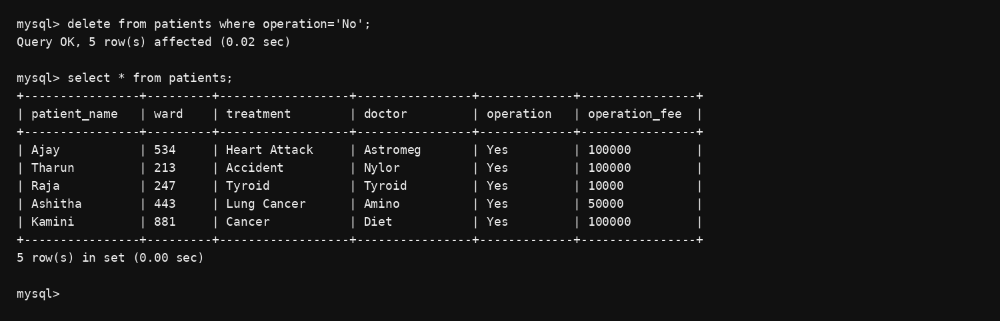 mysql> delete from patients where operation='No';
Query OK, 5 row(s) affected (0.02 sec)

mysql> select * from patients;
+----------------+---------+------------------+----------------+-------------+----------------+
| patient_name   | ward    | treatment        | doctor         | operation   | operation_fee  |
+----------------+---------+------------------+----------------+-------------+----------------+
| Ajay           | 534     | Heart Attack     | Astromeg       | Yes         | 100000         |
| Tharun         | 213     | Accident         | Nylor          | Yes         | 100000         |
| Raja           | 247     | Tyroid           | Tyroid         | Yes         | 10000          |
| Ashitha        | 443     | Lung Cancer      | Amino          | Yes         | 50000          |
| Kamini         | 881     | Cancer           | Diet           | Yes         | 100000         |
+----------------+---------+------------------+----------------+-------------+----------------+
5 row(s) in set (0.00 sec)

mysql>